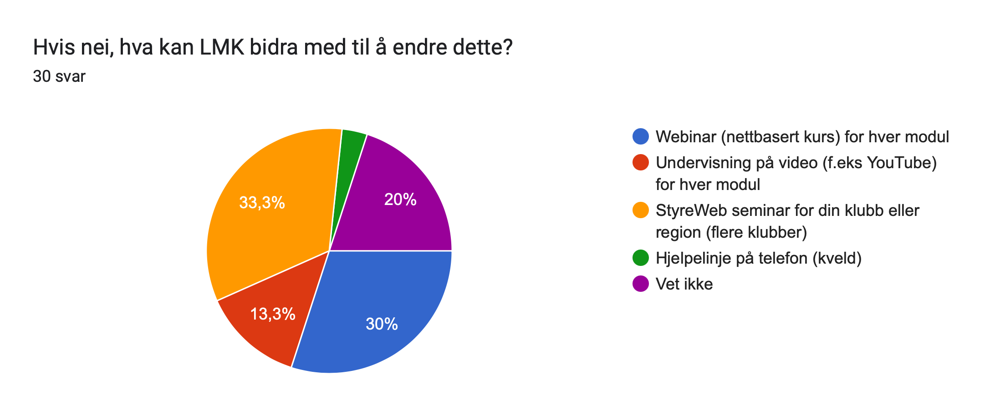 Hvis nei, hva kan LMK bidra med til å endre dette?
30 svar
33,3%
20%
13,3%
30%
Webinar (nettbasert kurs) for hver modul
Undervisning på video (f.eks YouTube)
for hver modul
StyreWeb seminar for din klubb eller
region (flere klubber)
Hjelpelinje på telefon (kveld)
Vet ikke